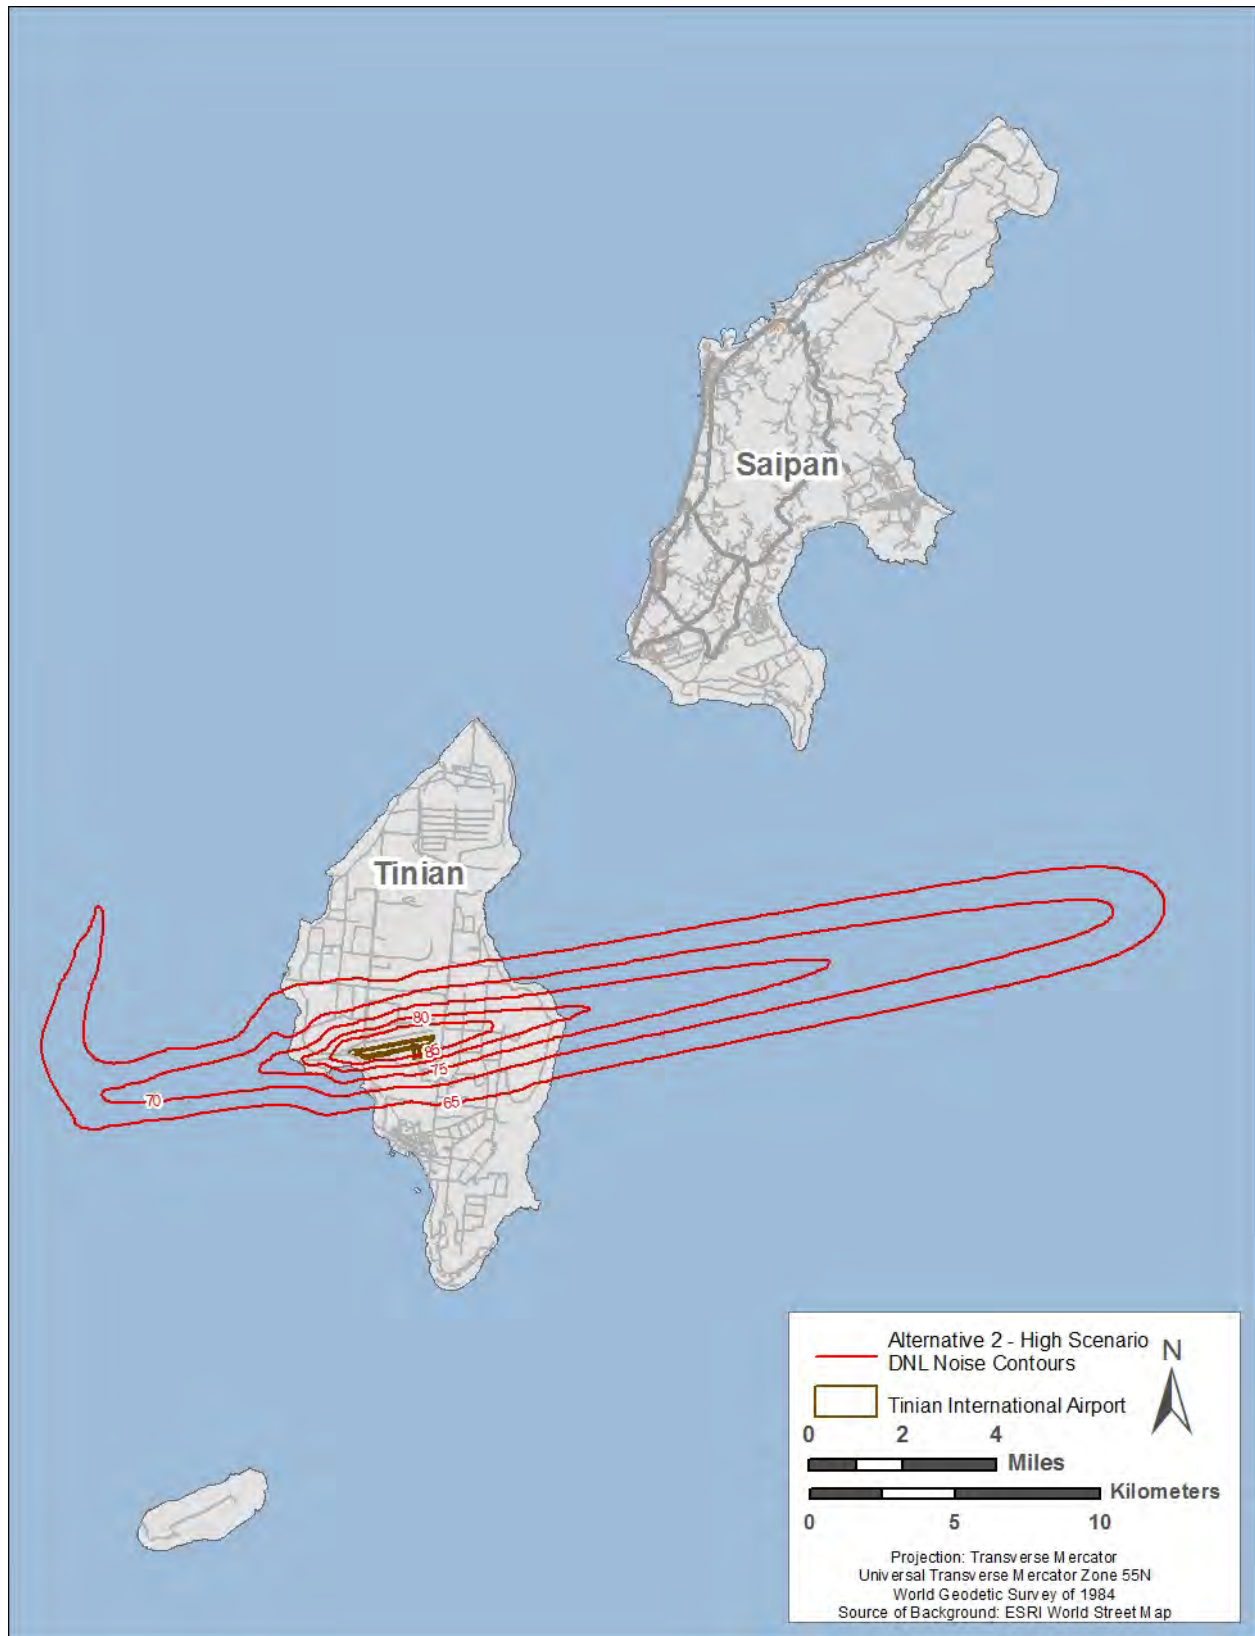 Saipan
Tinian
80
85
75
70
65
Alternative 2 - High Scenario
DNL Noise Contours
N
Tinian International Airport
0 2 4
Miles
Kilometers
0 5 10
Projection: Transverse Mercator
Universal Transverse Mercator Zone 55N
World Geodetic Survey of 1984
Source of Background: ESRI World Street Map